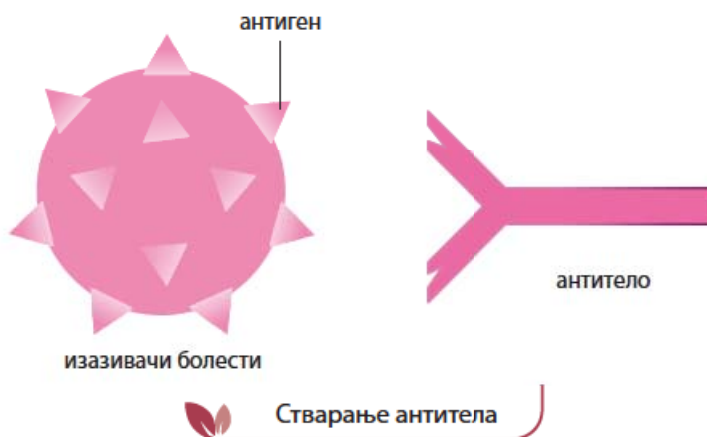 антиген
антитело
изазивачи болести
Стварање антитела